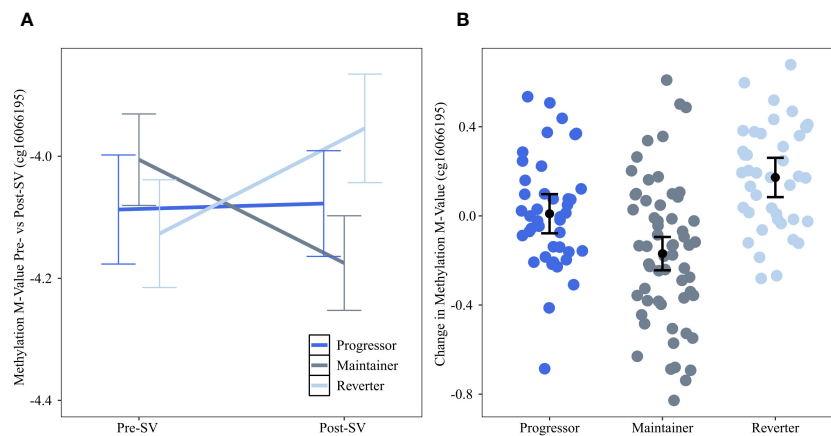 A
Methylation M-Value Pre- vs Post-SV (cg16066195)
-4.0
-4.2
-4.4
Progressor
Maintainer
Reverter
Pre-SV
Post-SV
B
Change in Methylation M-Value (cg16066195)
0.4
0.0
-0.4
-0.8
Progressor
Maintainer
Reverter